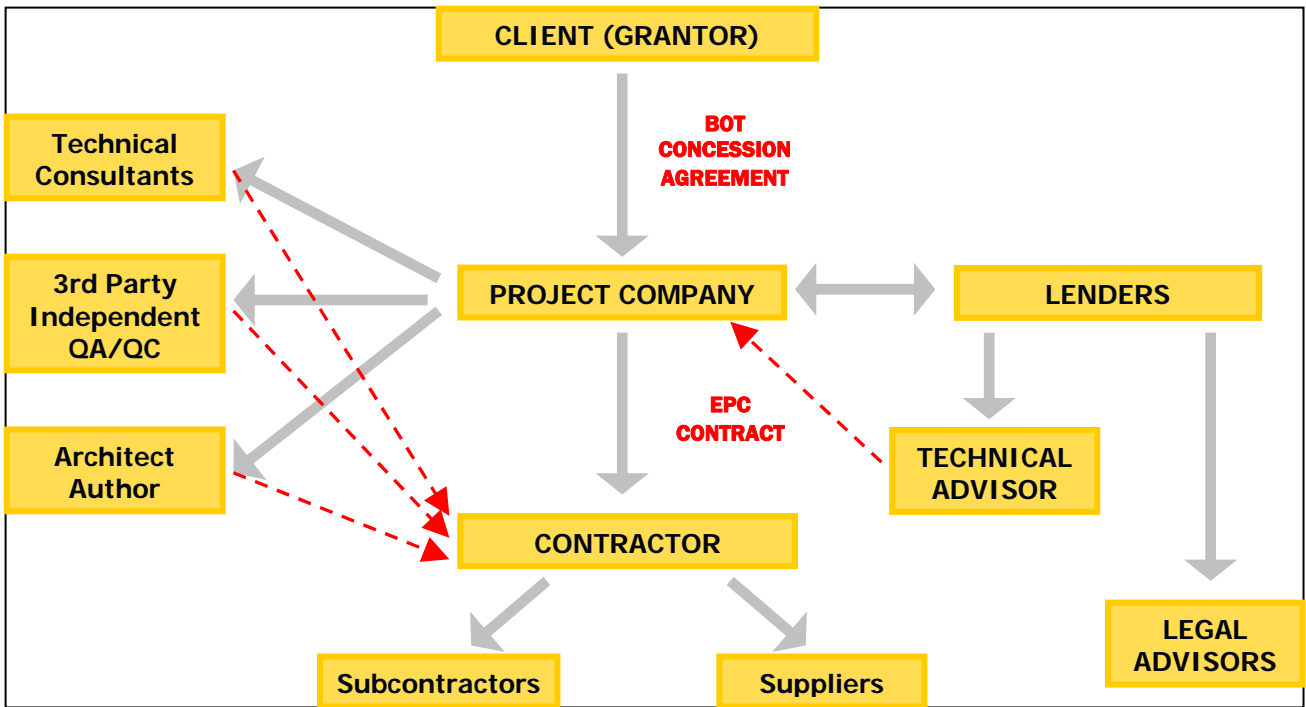 CLIENT (GRANTOR)
BOT
CONCESSION
AGREEMENT
Technical
Consultants
3rd Party
Independent
QA/QC
PROJECT COMPANY
LENDERS
EPC
CONTRACT
Architect
Author
TECHNICAL
ADVISOR
CONTRACTOR
LEGAL
ADVISORS
Subcontractors
Suppliers